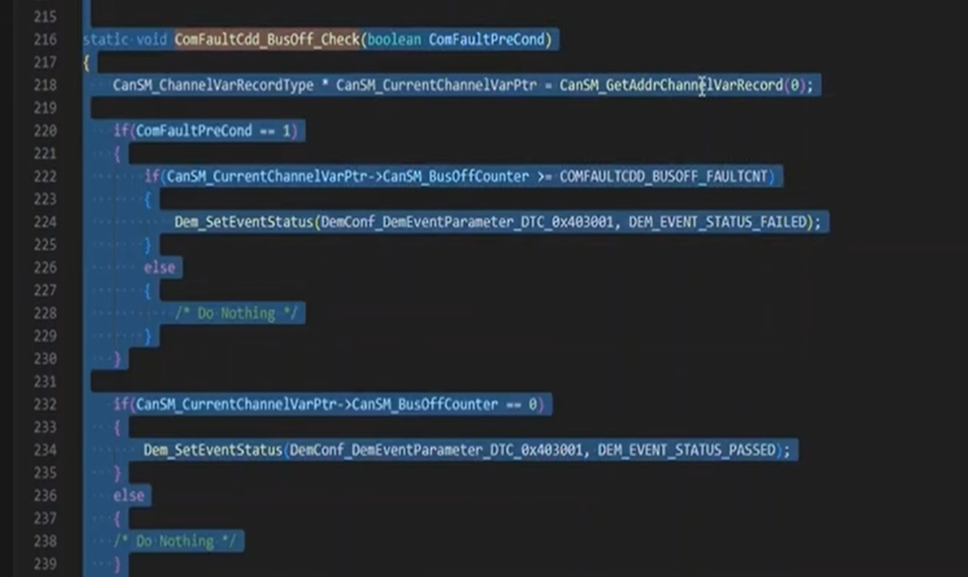 215
216 static void ComFaultCdd_BusOff_Check(boolean ComFaultPreCond)
217 {
218 CanSM_ChannelVarRecordType * CanSM_CurrentChannelVarPtr = CanSM_GetAddrChannelVarRecord(0);
219
220 if(ComFaultPreCond == 1)
221 {
222 if(CanSM_CurrentChannelVarPtr->CanSM_BusOffCounter >= COMFAULTCDD_BUSOFF_FAULTCNT)
223 {
224 Dem_SetEventStatus(DemConf_DemEventParameter_DTC_0x403001, DEM_EVENT_STATUS_FAILED);
225 }
226 else
227 {
228 /* Do Nothing */
229 }
230 }
231
232 if(CanSM_CurrentChannelVarPtr->CanSM_BusOffCounter == 0)
233 {
234 Dem_SetEventStatus(DemConf_DemEventParameter_DTC_0x403001, DEM_EVENT_STATUS_PASSED);
235 }
236 else
237 {
238 /* Do Nothing */
239 }